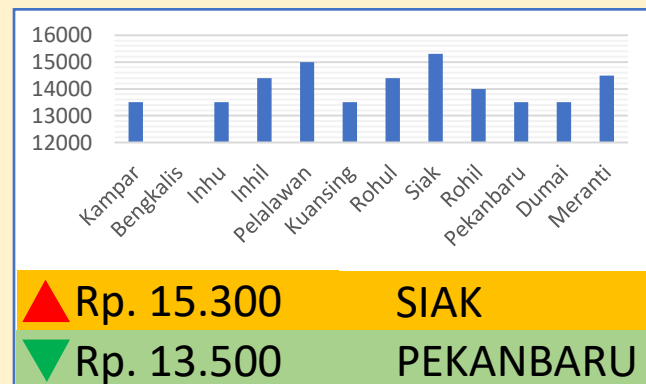 16000
15000
14000
13000
12000
Kampar
Bengkalis
Inhu
Inhil
Pelalawan
Kuansing
Rohul
Siak
Rohil
Pekanbaru
Dumai
Meranti
Rp. 15.300 SIAK
Rp. 13.500 PEKANBARU